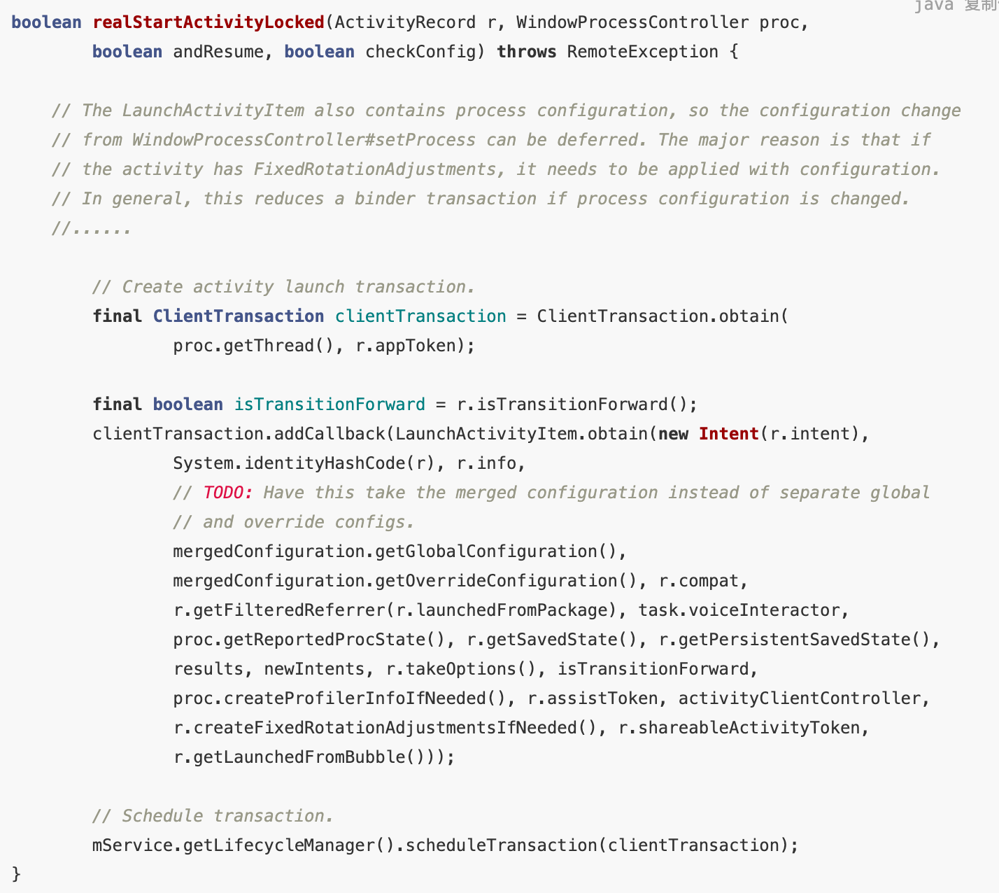 java 复制
boolean realStartActivityLocked(ActivityRecord r, WindowProcessController proc,
        boolean andResume, boolean checkConfig) throws RemoteException {

    // The LaunchActivityItem also contains process configuration, so the configuration change
    // from WindowProcessController#setProcess can be deferred. The major reason is that if
    // the activity has FixedRotationAdjustments, it needs to be applied with configuration.
    // In general, this reduces a binder transaction if process configuration is changed.
    //......

        // Create activity launch transaction.
        final ClientTransaction clientTransaction = ClientTransaction.obtain(
                proc.getThread(), r.appToken);

        final boolean isTransitionForward = r.isTransitionForward();
        clientTransaction.addCallback(LaunchActivityItem.obtain(new Intent(r.intent),
                System.identityHashCode(r), r.info,
                // TODO: Have this take the merged configuration instead of separate global
                // and override configs.
                mergedConfiguration.getGlobalConfiguration(),
                mergedConfiguration.getOverrideConfiguration(), r.compat,
                r.getFilteredReferrer(r.launchedFromPackage), task.voiceInteractor,
                proc.getReportedProcState(), r.getSavedState(), r.getPersistentSavedState(),
                results, newIntents, r.takeOptions(), isTransitionForward,
                proc.createProfilerInfoIfNeeded(), r.assistToken, activityClientController,
                r.createFixedRotationAdjustmentsIfNeeded(), r.shareableActivityToken,
                r.getLaunchedFromBubble()));

        // Schedule transaction.
        mService.getLifecycleManager().scheduleTransaction(clientTransaction);
}